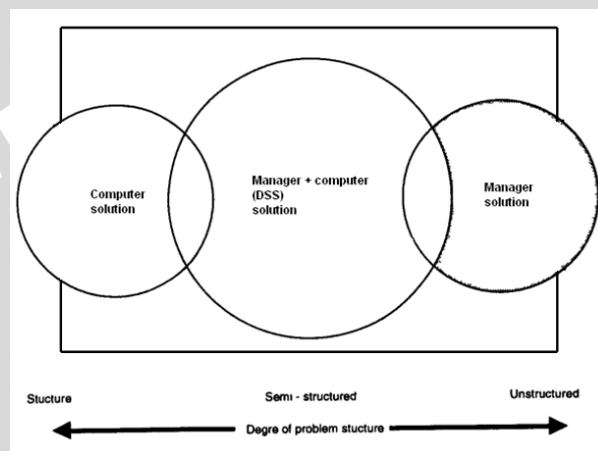 Computer
solution
Manager + computer
(DSS)
solution
Manager
solution
Stucture
Semi - structured
Unstructured
Degre of problem stucture